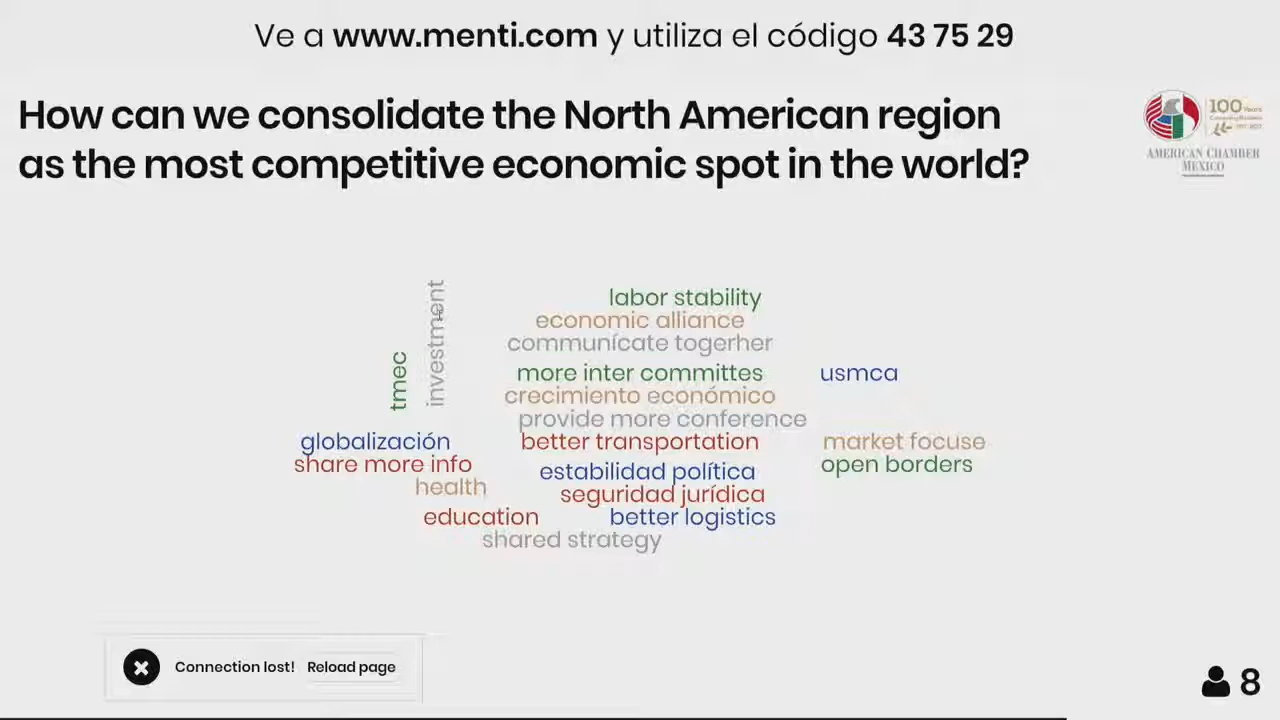 Ve a www.menti.com y utiliza el código 43 75 29
How can we consolidate the North American region
as the most competitive economic spot in the world?
100 Years
AMERICAN CHAMBER
MEXICO
labor stability
economic alliance
communícate togerher
investment
tmec
more inter committes
usmca
crecimiento económico
provide more conference
globalización
better transportation
market focuse
share more info
estabilidad política
open borders
health
seguridad jurídica
education
better logistics
shared strategy
Connection lost! Reload page
8